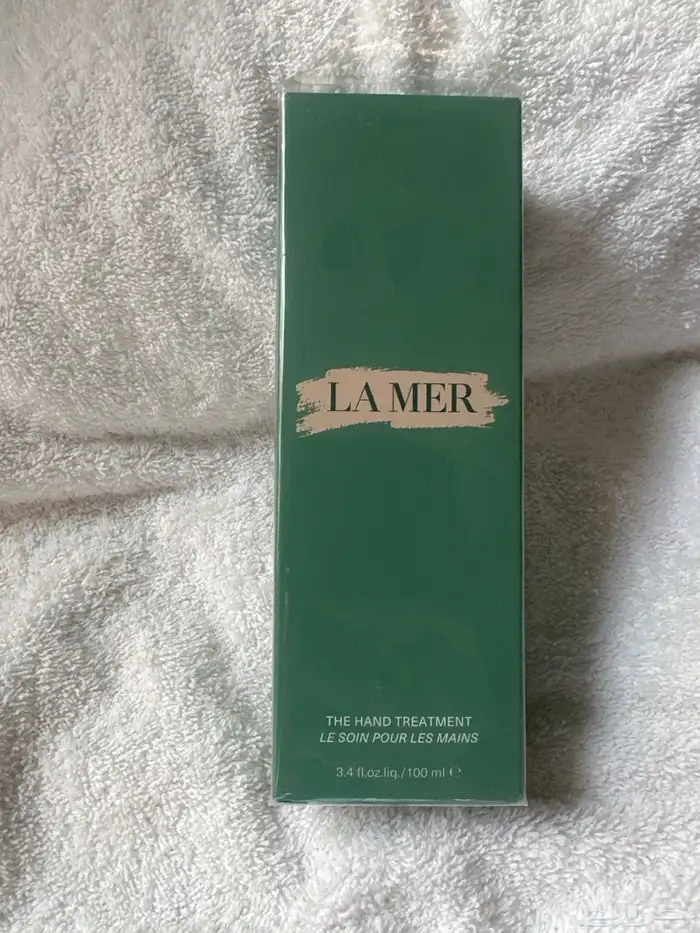 LA MER
THE HAND TREATMENT
LE SOIN POUR LES MAINS
3.4 fl.oz.liq./100 ml ℮